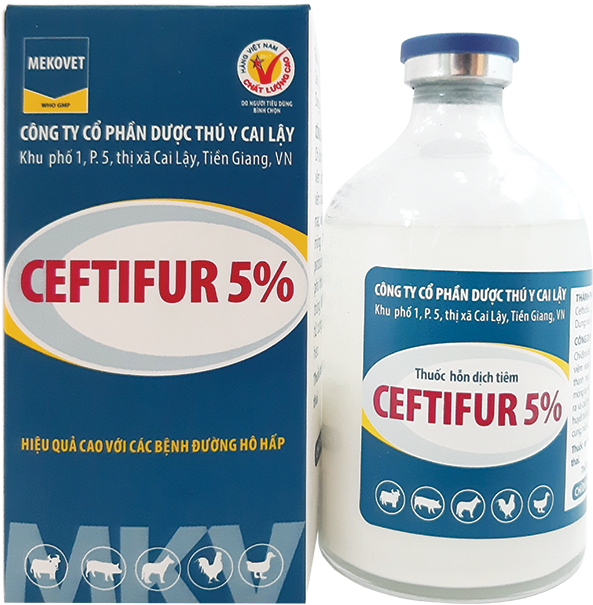 MEKOVET
WHO GMP
HÀNG VIỆT NAM
CHẤT LƯỢNG CAO
DO NGƯỜI TIÊU DÙNG
BÌNH CHỌN
CÔNG TY CỔ PHẦN DƯỢC THÚ Y CAI LẬY
Khu phố 1, P. 5, thị xã Cai Lậy, Tiền Giang, VN
CEFTIFUR 5%
HIỆU QUẢ CAO VỚI CÁC BỆNH ĐƯỜNG HÔ HẤP
MKV
CÔNG TY CỔ PHẦN DƯỢC THÚ Y CAI LẬY
Khu phố 1, P. 5, thị xã Cai Lậy, Tiền Giang, VN
Thuốc hỗn dịch tiêm
CEFTIFUR 5%